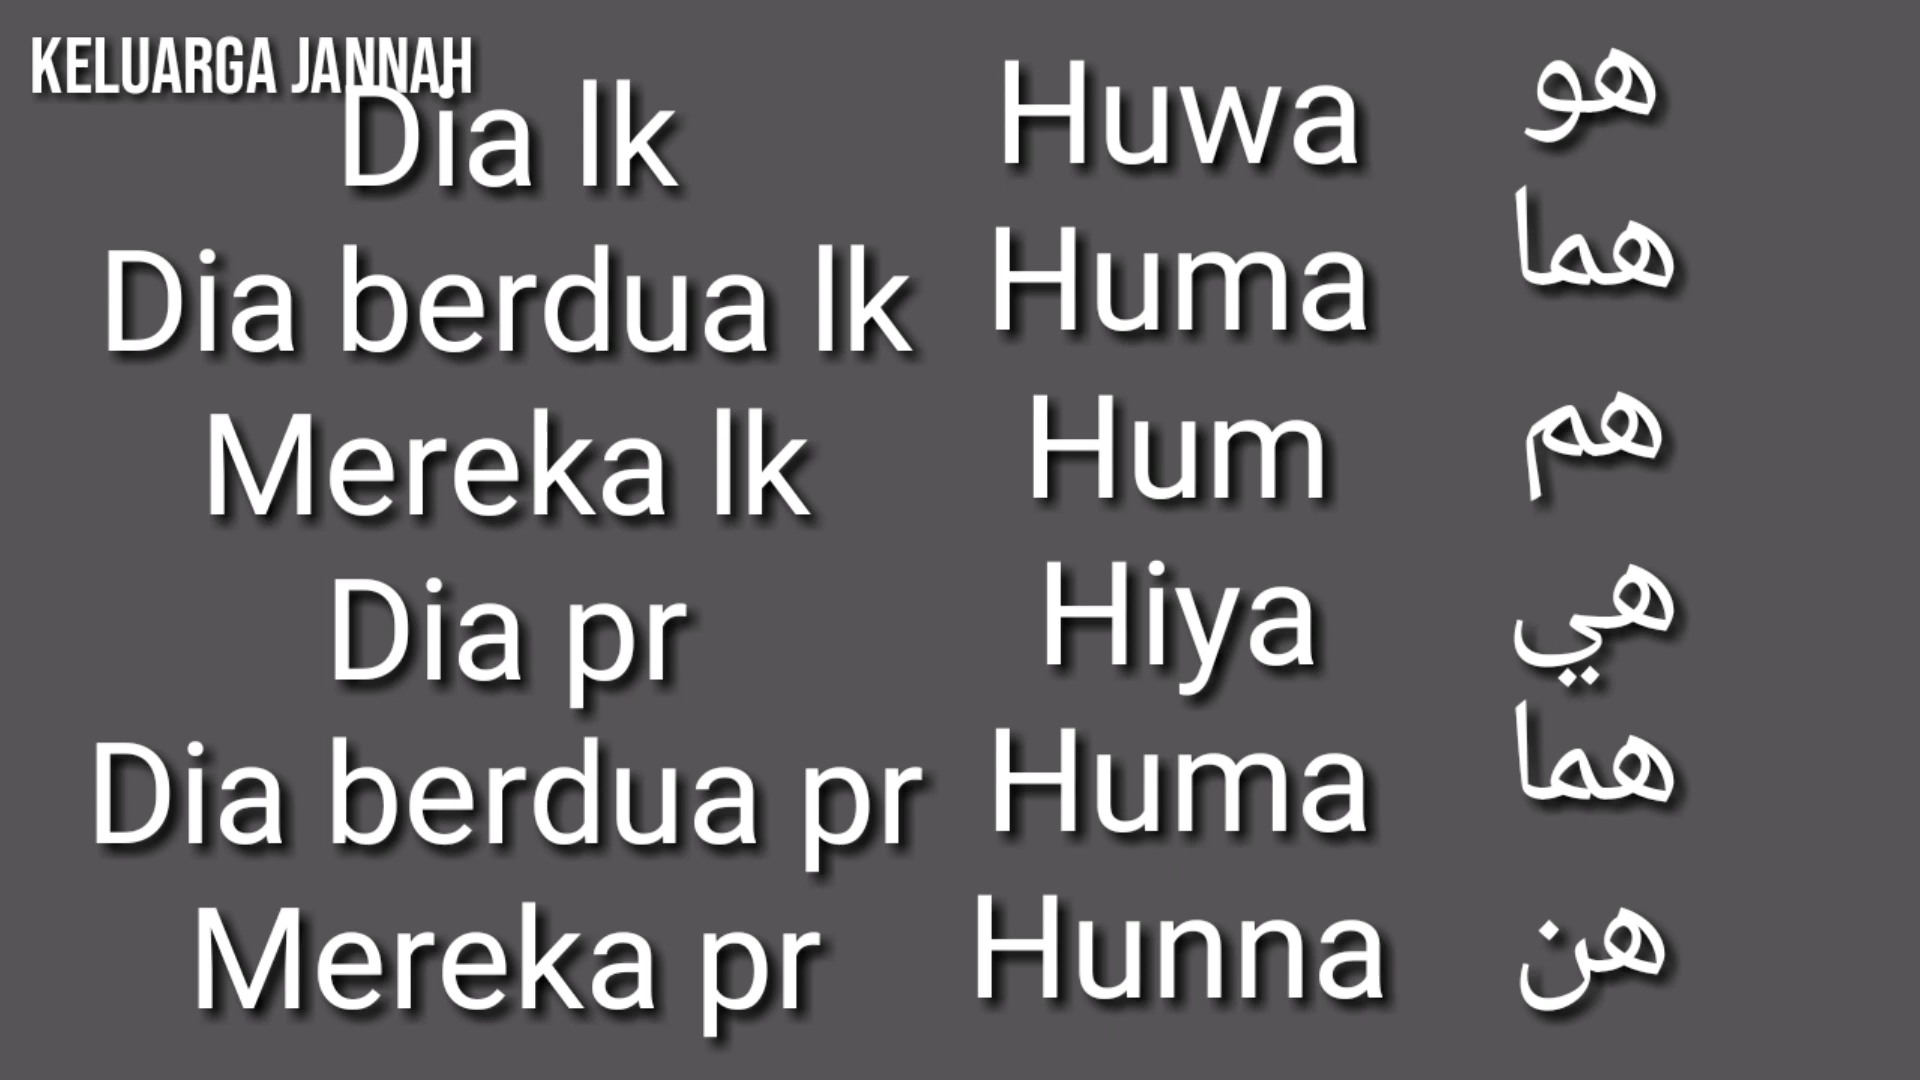 KELUARGA JANNAH
Dia lk Huwa هو
Dia berdua lk Huma هما
Mereka lk Hum هم
Dia pr Hiya هي
Dia berdua pr Huma هما
Mereka pr Hunna هن